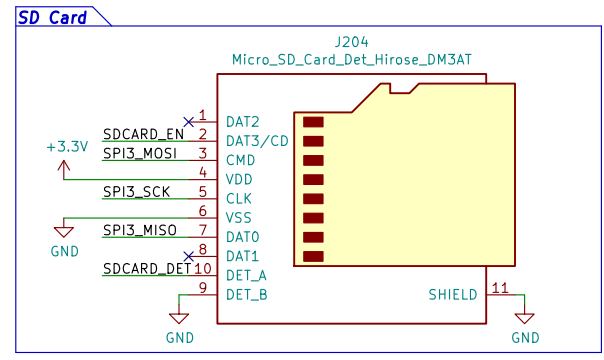 SD Card
J204
Micro_SD_Card_Det_Hirose_DM3AT
1 DAT2
SDCARD_EN 2 DAT3/CD
+3.3V
SPI3_MOSI 3 CMD
4 VDD
SPI3_SCK 5 CLK
6 VSS
GND
SPI3_MISO 7 DAT0
8 DAT1
SDCARD_DET 10 DET_A
9 DET_B
SHIELD 11
GND
GND